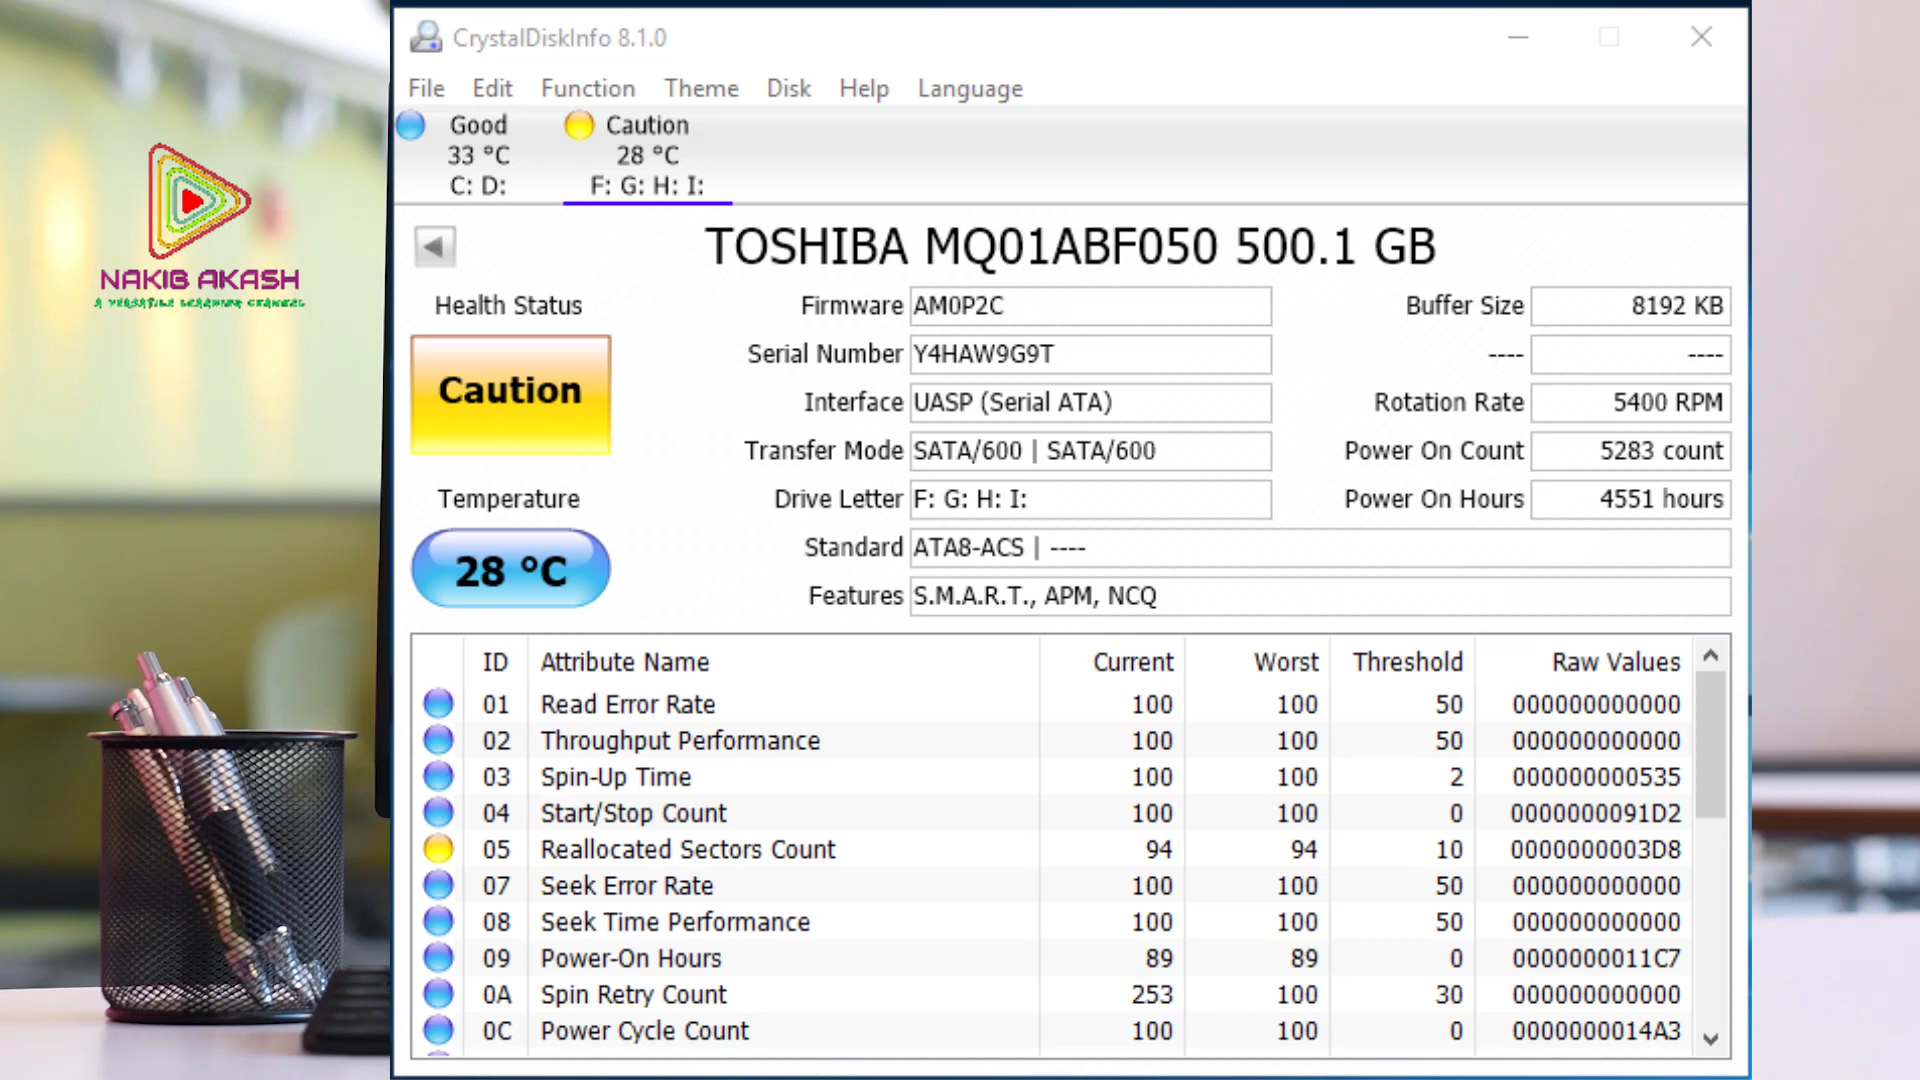 CrystalDiskInfo 8.1.0
File Edit Function Theme Disk Help Language
Good Caution
33 °C 28 °C
C: D: F: G: H: I:
TOSHIBA MQ01ABF050 500.1 GB
NAKIB AKASH
A VERSATILE LEARNING CHANNEL
Health Status Firmware AM0P2C Buffer Size 8192 KB
Serial Number Y4HAW9G9T ---- ----
Caution Interface UASP (Serial ATA) Rotation Rate 5400 RPM
Transfer Mode SATA/600 | SATA/600 Power On Count 5283 count
Temperature Drive Letter F: G: H: I: Power On Hours 4551 hours
Standard ATA8-ACS | ----
28 °C Features S.M.A.R.T., APM, NCQ
ID Attribute Name Current Worst Threshold Raw Values
01 Read Error Rate 100 100 50 000000000000
02 Throughput Performance 100 100 50 000000000000
03 Spin-Up Time 100 100 2 000000000535
04 Start/Stop Count 100 100 0 0000000091D2
05 Reallocated Sectors Count 94 94 10 0000000003D8
07 Seek Error Rate 100 100 50 000000000000
08 Seek Time Performance 100 100 50 000000000000
09 Power-On Hours 89 89 0 0000000011C7
0A Spin Retry Count 253 100 30 000000000000
0C Power Cycle Count 100 100 0 0000000014A3